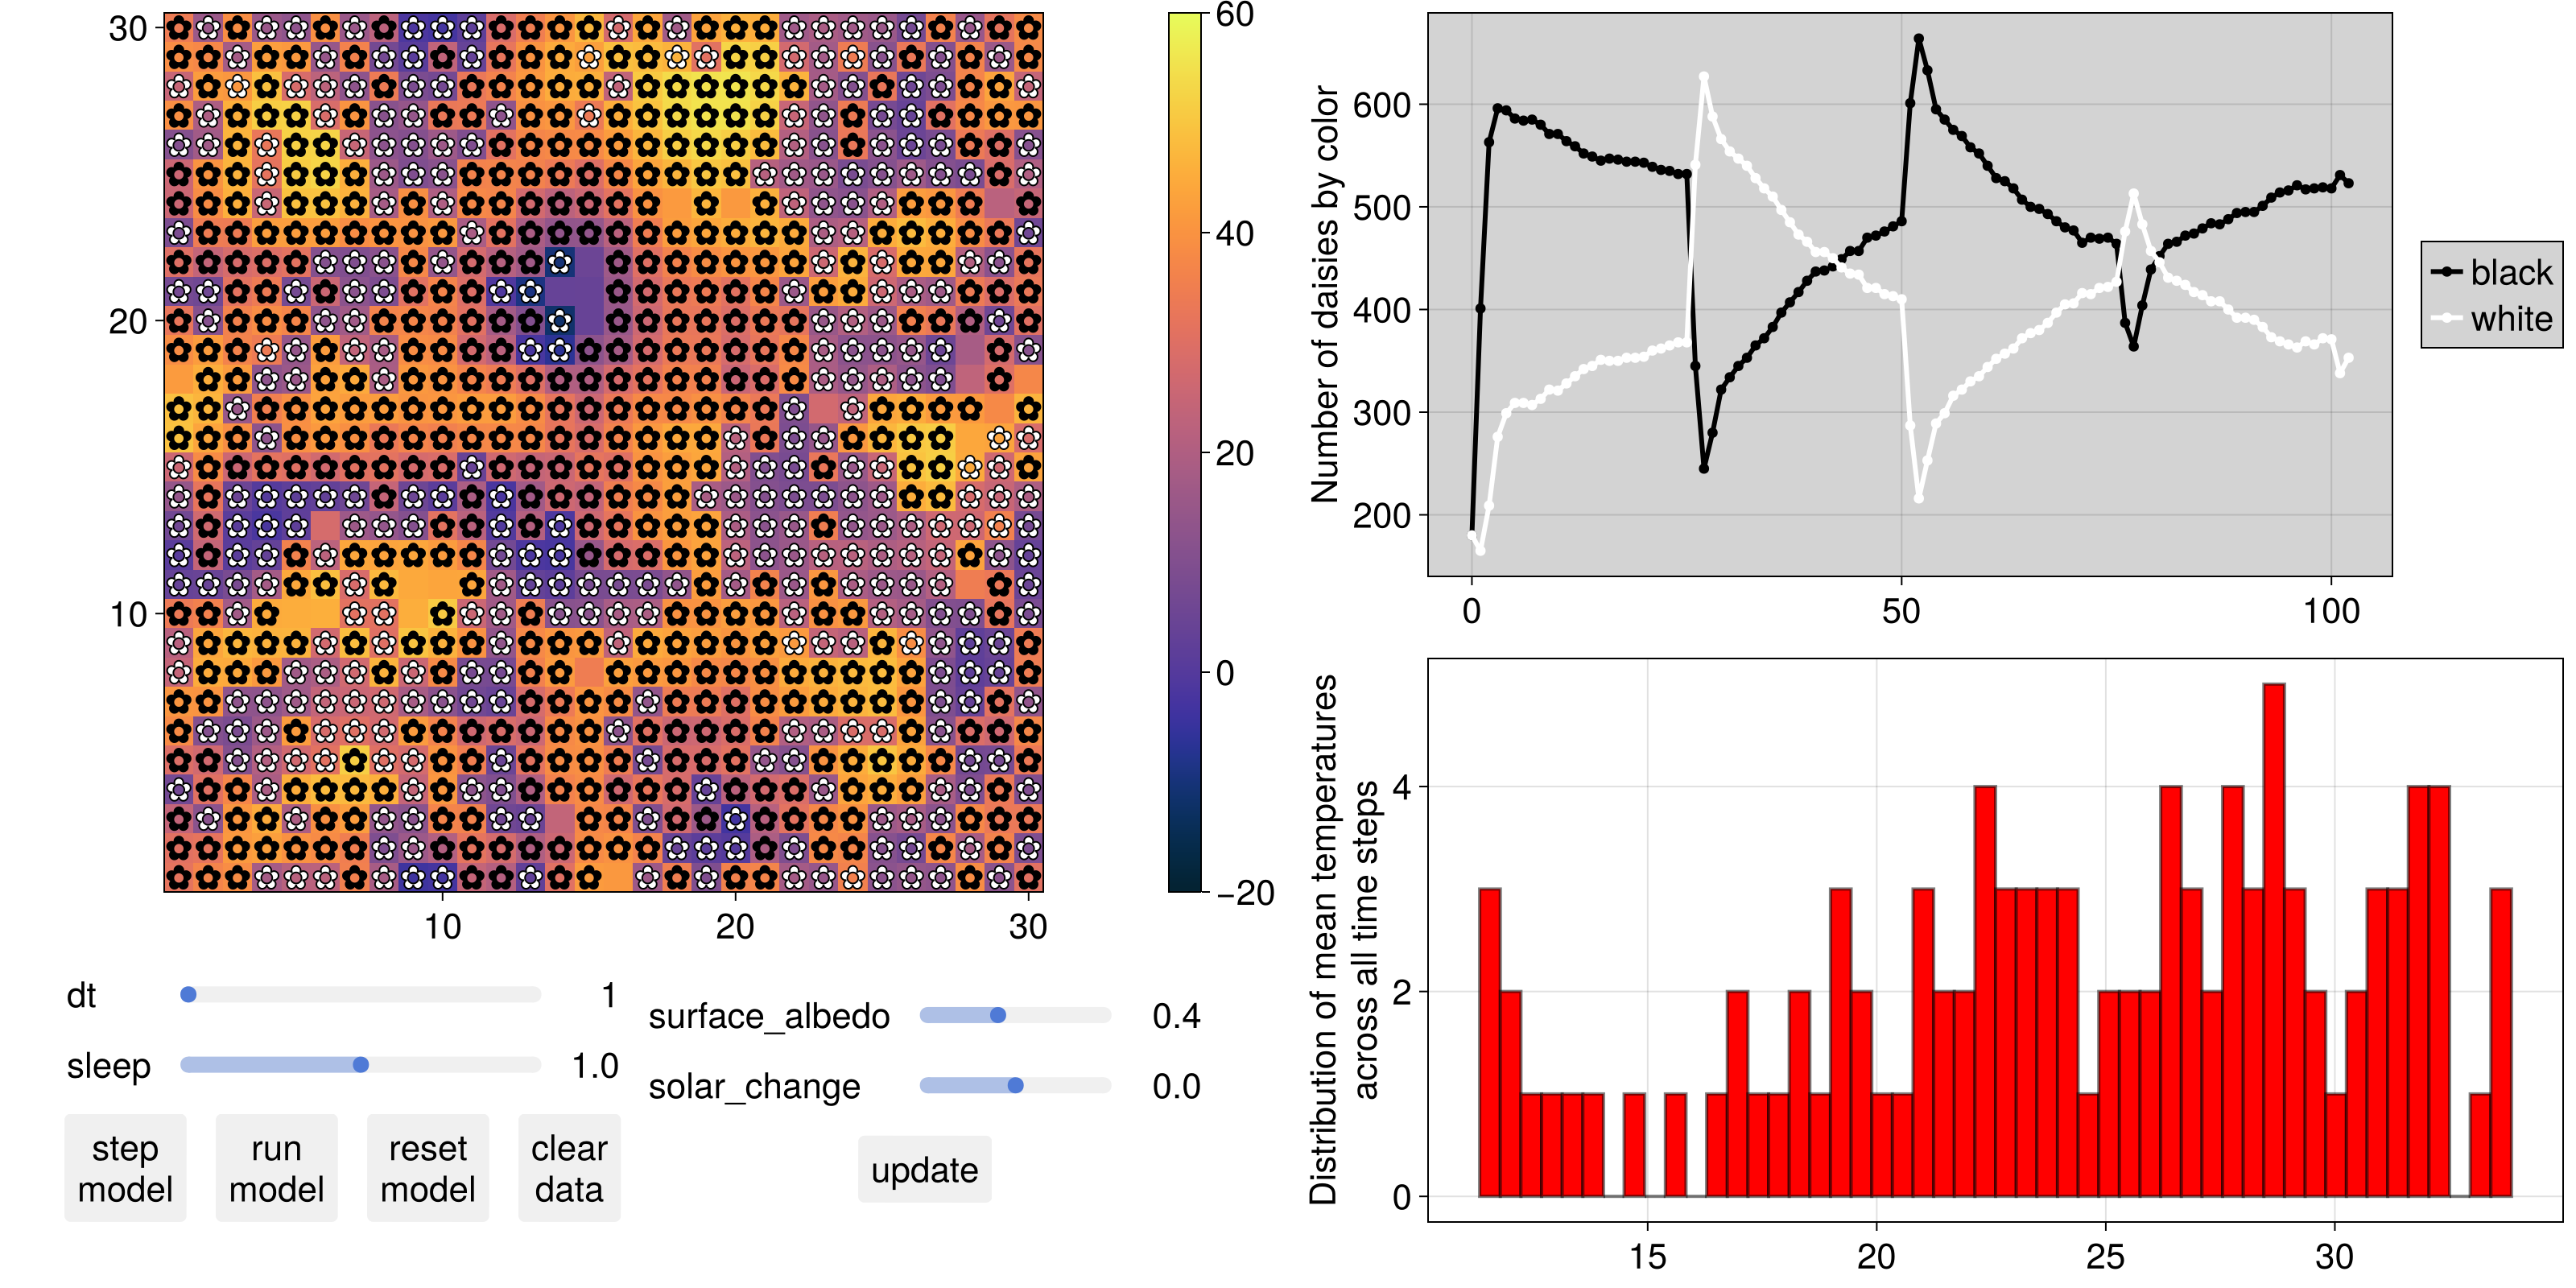 30
20
10
10
20
30
60
40
20
0
−20
Number of daisies by color
600
500
400
300
200
0
50
100
black
white
Distribution of mean temperatures
across all time steps
4
2
0
15
20
25
30
dt
1
sleep
1.0
surface_albedo
0.4
solar_change
0.0
step
model
run
model
reset
model
clear
data
update